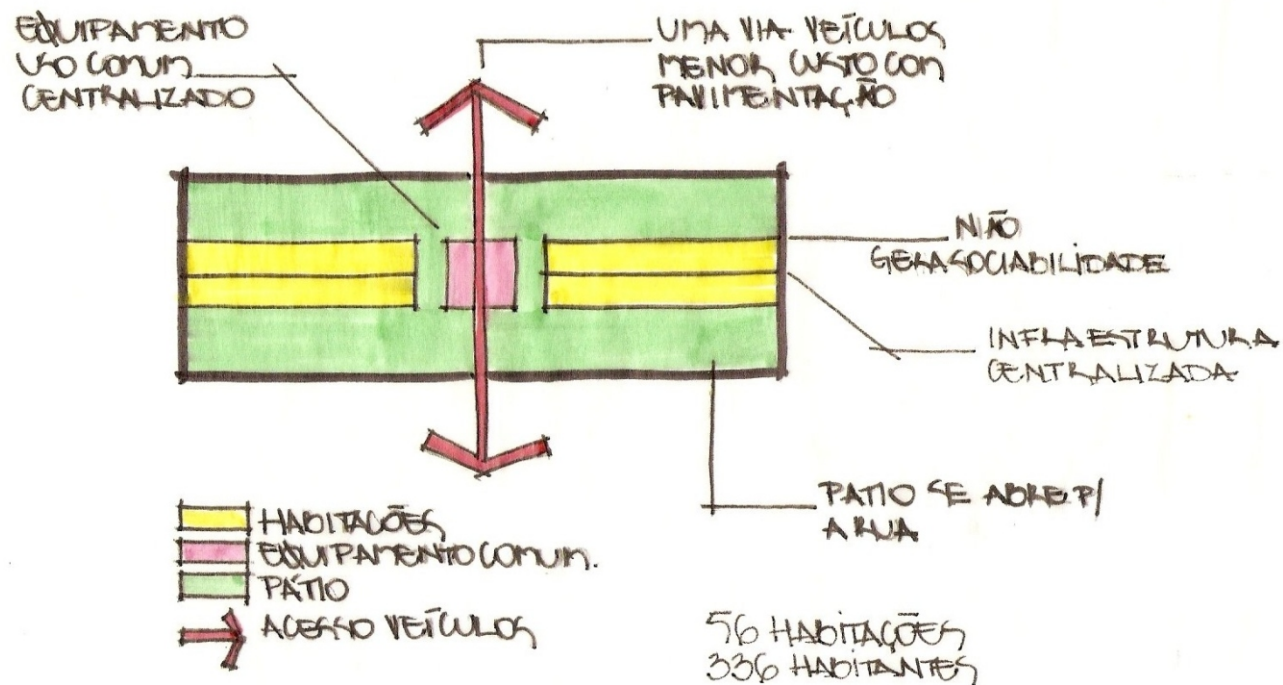 EQUIPAMENTO
USO COMUM
CENTRALIZADO
UMA VIA VEÍCULOS
MENOR CUSTO COM
PAVIMENTAÇÃO
NÃO
GERA SOCIABILIDADE
INFRAESTRUTURA
CENTRALIZADA
PATIO SE ABRE P/
A RUA
HABITAÇÕES
EQUIPAMENTO COMUM.
PÁTIO
ACESSO VEÍCULOS
56 HABITAÇÕES
336 HABITANTES